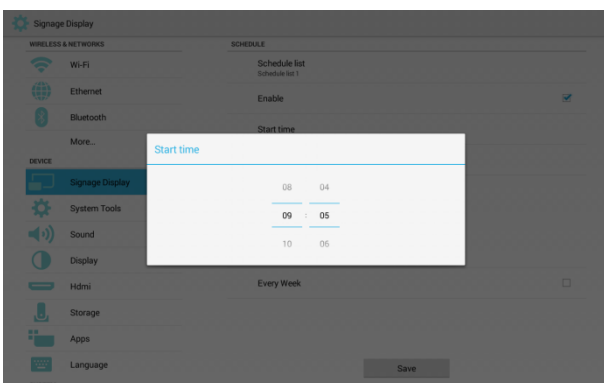 Signage Display
WIRELESS & NETWORKS
Wi-Fi
Ethernet
Bluetooth
More...
DEVICE
Signage Display
System Tools
Sound
Display
Hdmi
Storage
Apps
Language
SCHEDULE
Schedule list
Schedule list 1
Enable
Start time
Start time
08 04
09 : 05
10 06
Every Week
Save